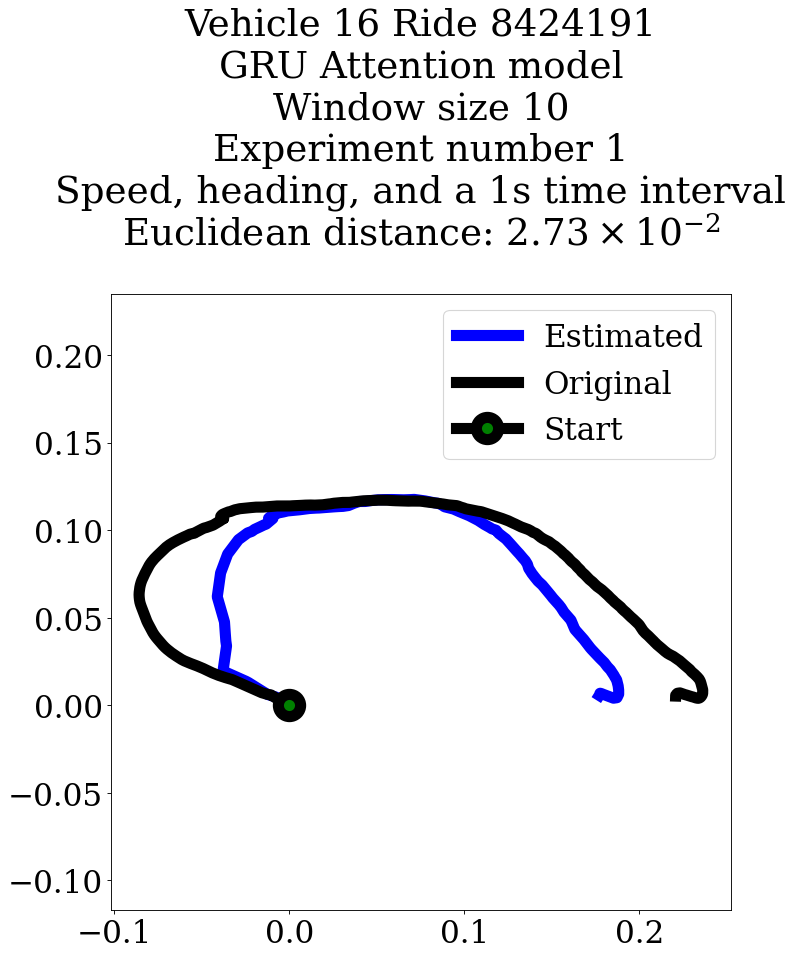 Vehicle 16 Ride 8424191
GRU Attention model
Window size 10
Experiment number 1
Speed, heading, and a 1s time interval
Euclidean distance: 2.73 × 10⁻²
Estimated
Original
Start
0.20
0.15
0.10
0.05
0.00
−0.05
−0.10
−0.1 0.0 0.1 0.2